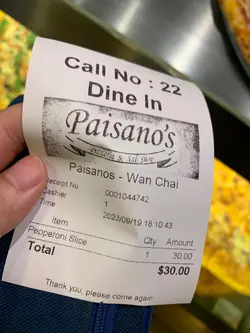 Call No : 22
Dine In
Paisano's
Paisanos - Wan Chai
Receipt No 0001044742
Cashier 1
Time 2023/09/19 18:10:43
Item Qty Amount
Pepperoni Slice 1 30.00
Total $30.00
Thank you, please come again